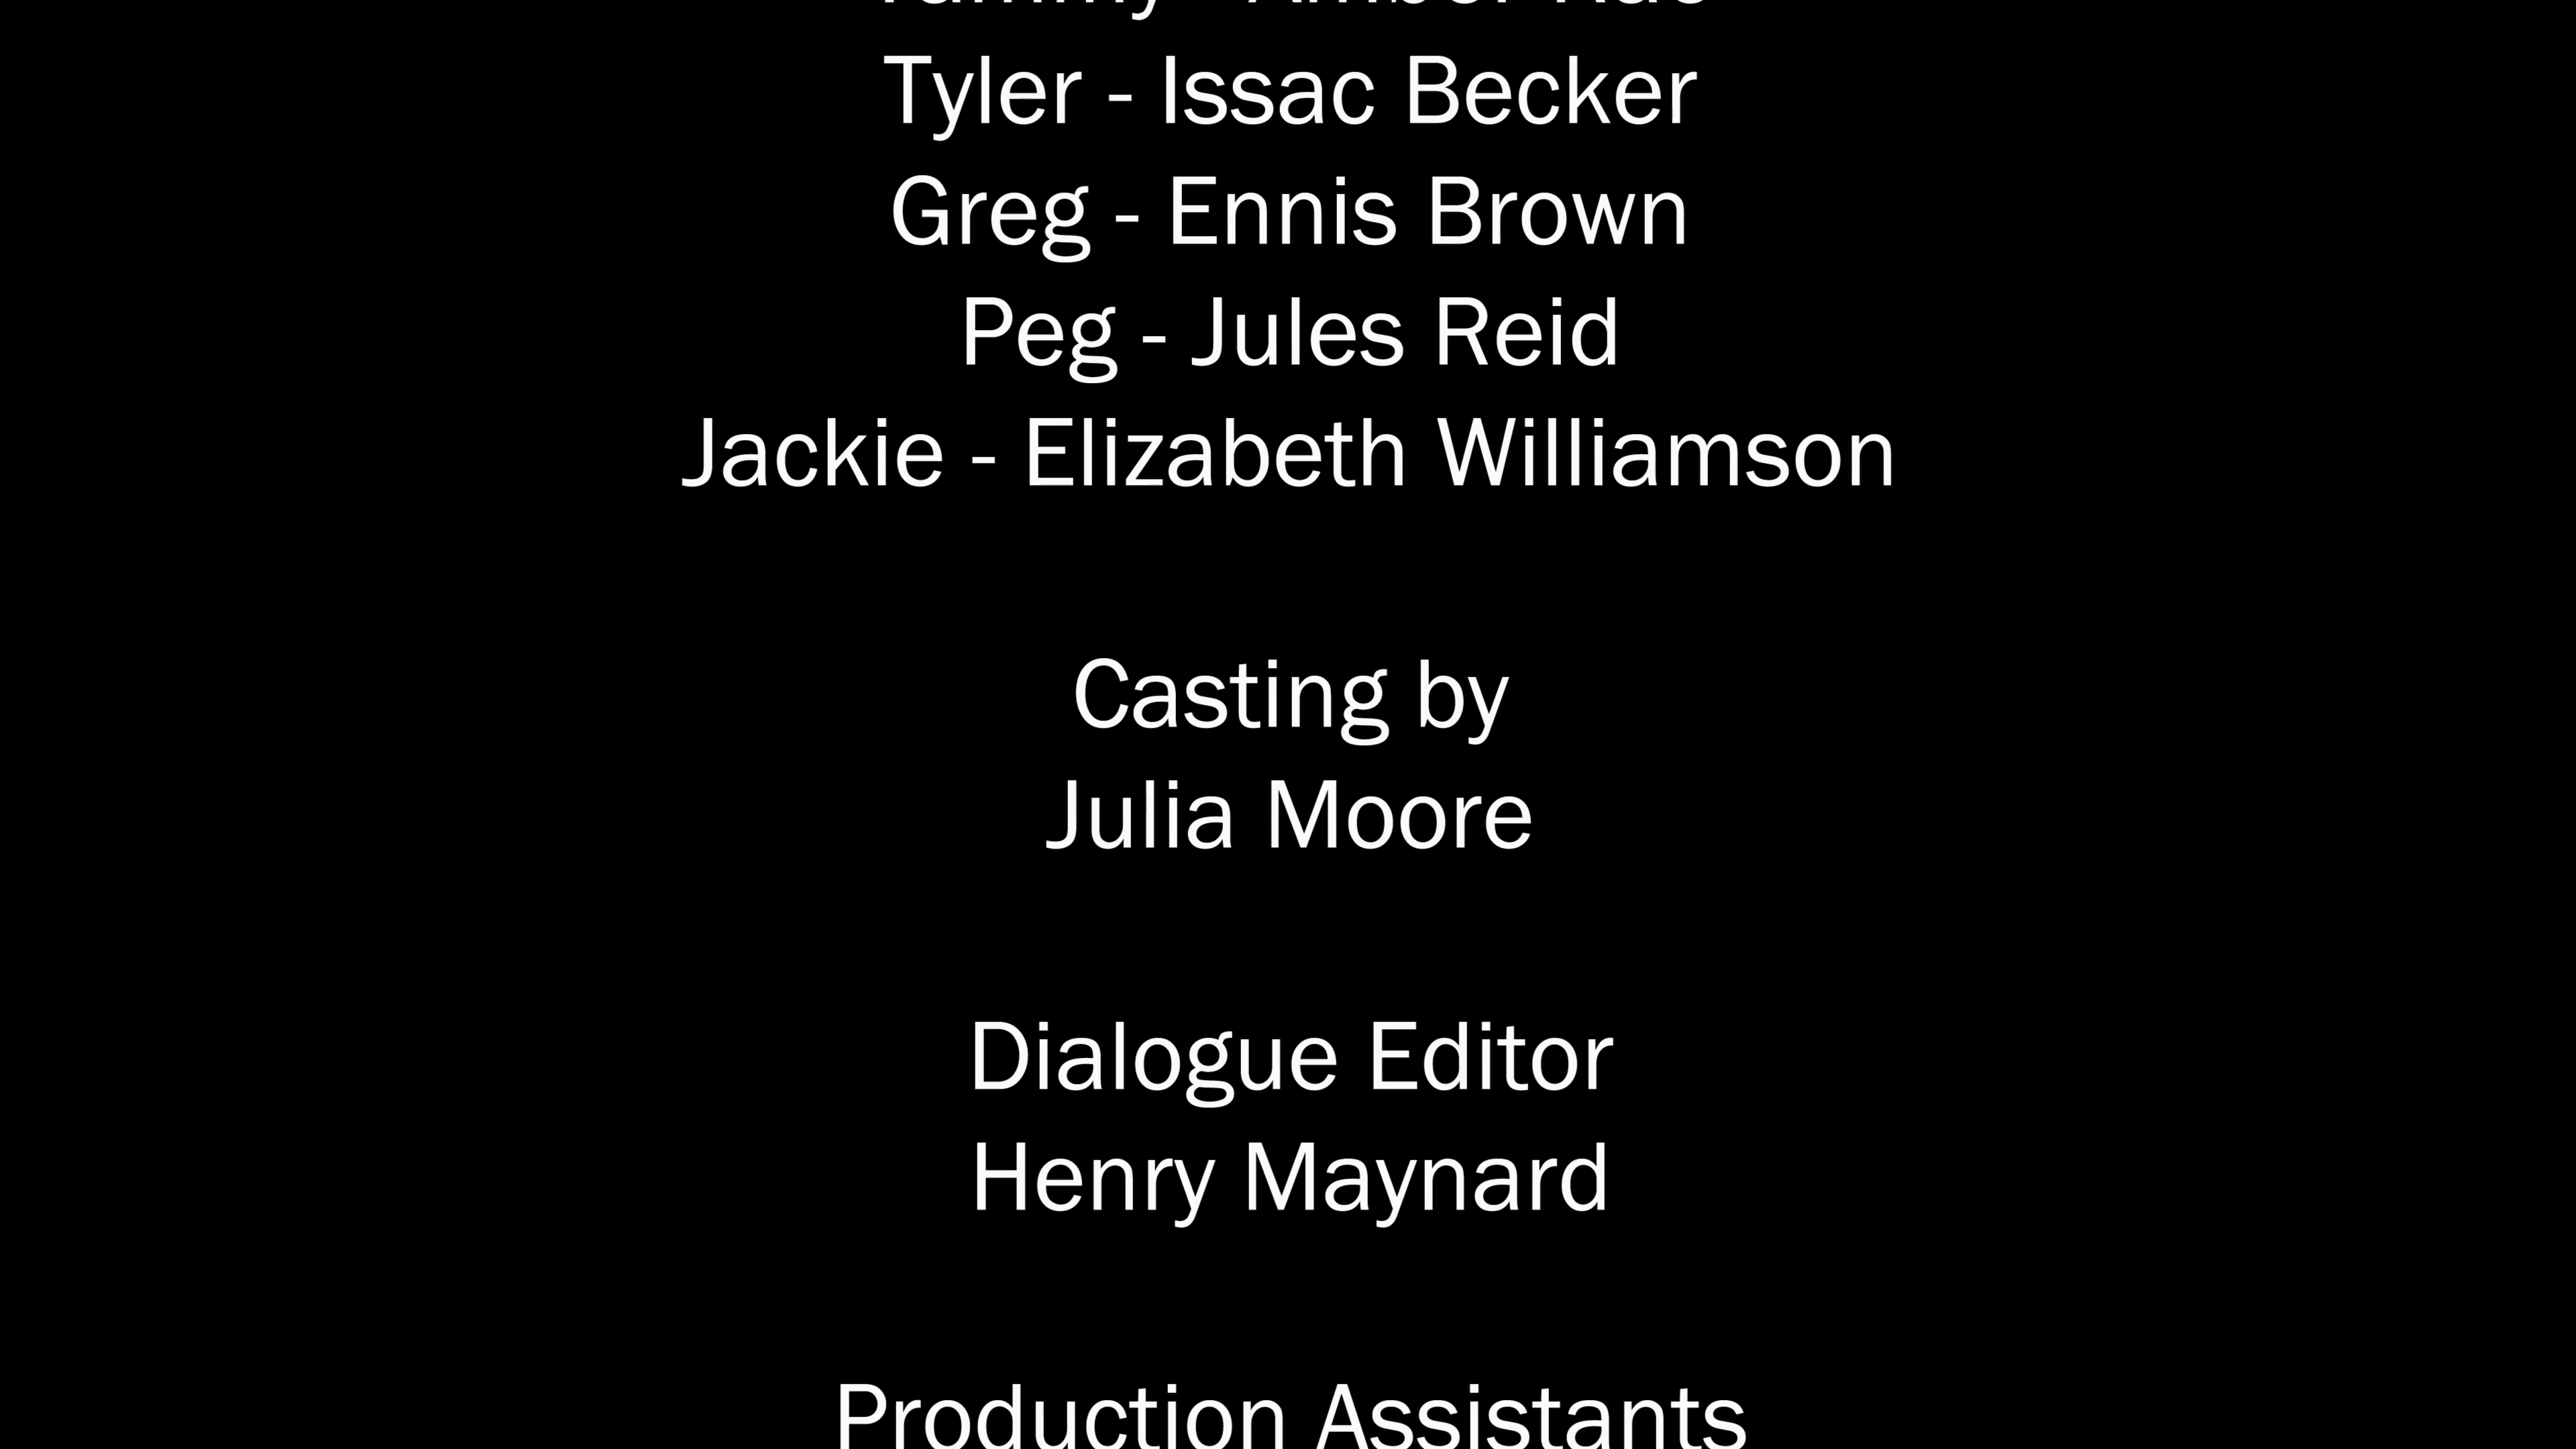 Tyler - Issac Becker
Greg - Ennis Brown
Peg - Jules Reid
Jackie - Elizabeth Williamson
Casting by
Julia Moore
Dialogue Editor
Henry Maynard
Production Assistants